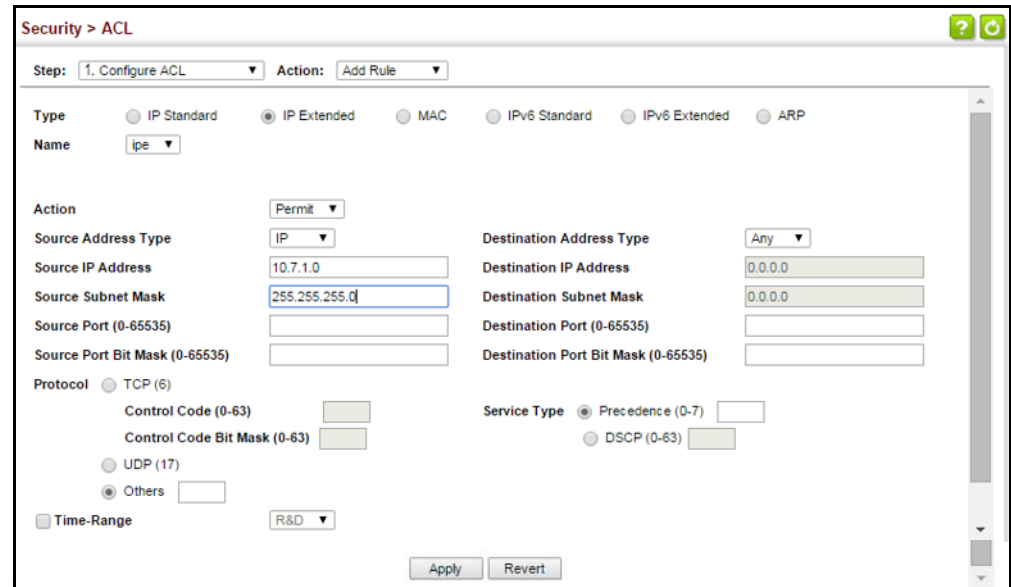 Security > ACL
?
Step: 1. Configure ACL Action: Add Rule
Type IP Standard IP Extended MAC IPv6 Standard IPv6 Extended ARP
Name ipe
Action Permit
Source Address Type IP Destination Address Type Any
Source IP Address 10.7.1.0 Destination IP Address 0.0.0.0
Source Subnet Mask 255.255.255.0 Destination Subnet Mask 0.0.0.0
Source Port (0-65535) Destination Port (0-65535)
Source Port Bit Mask (0-65535) Destination Port Bit Mask (0-65535)
Protocol TCP (6)
Control Code (0-63) Service Type Precedence (0-7)
Control Code Bit Mask (0-63) DSCP (0-63)
UDP (17)
Others
Time-Range R&D
Apply Revert